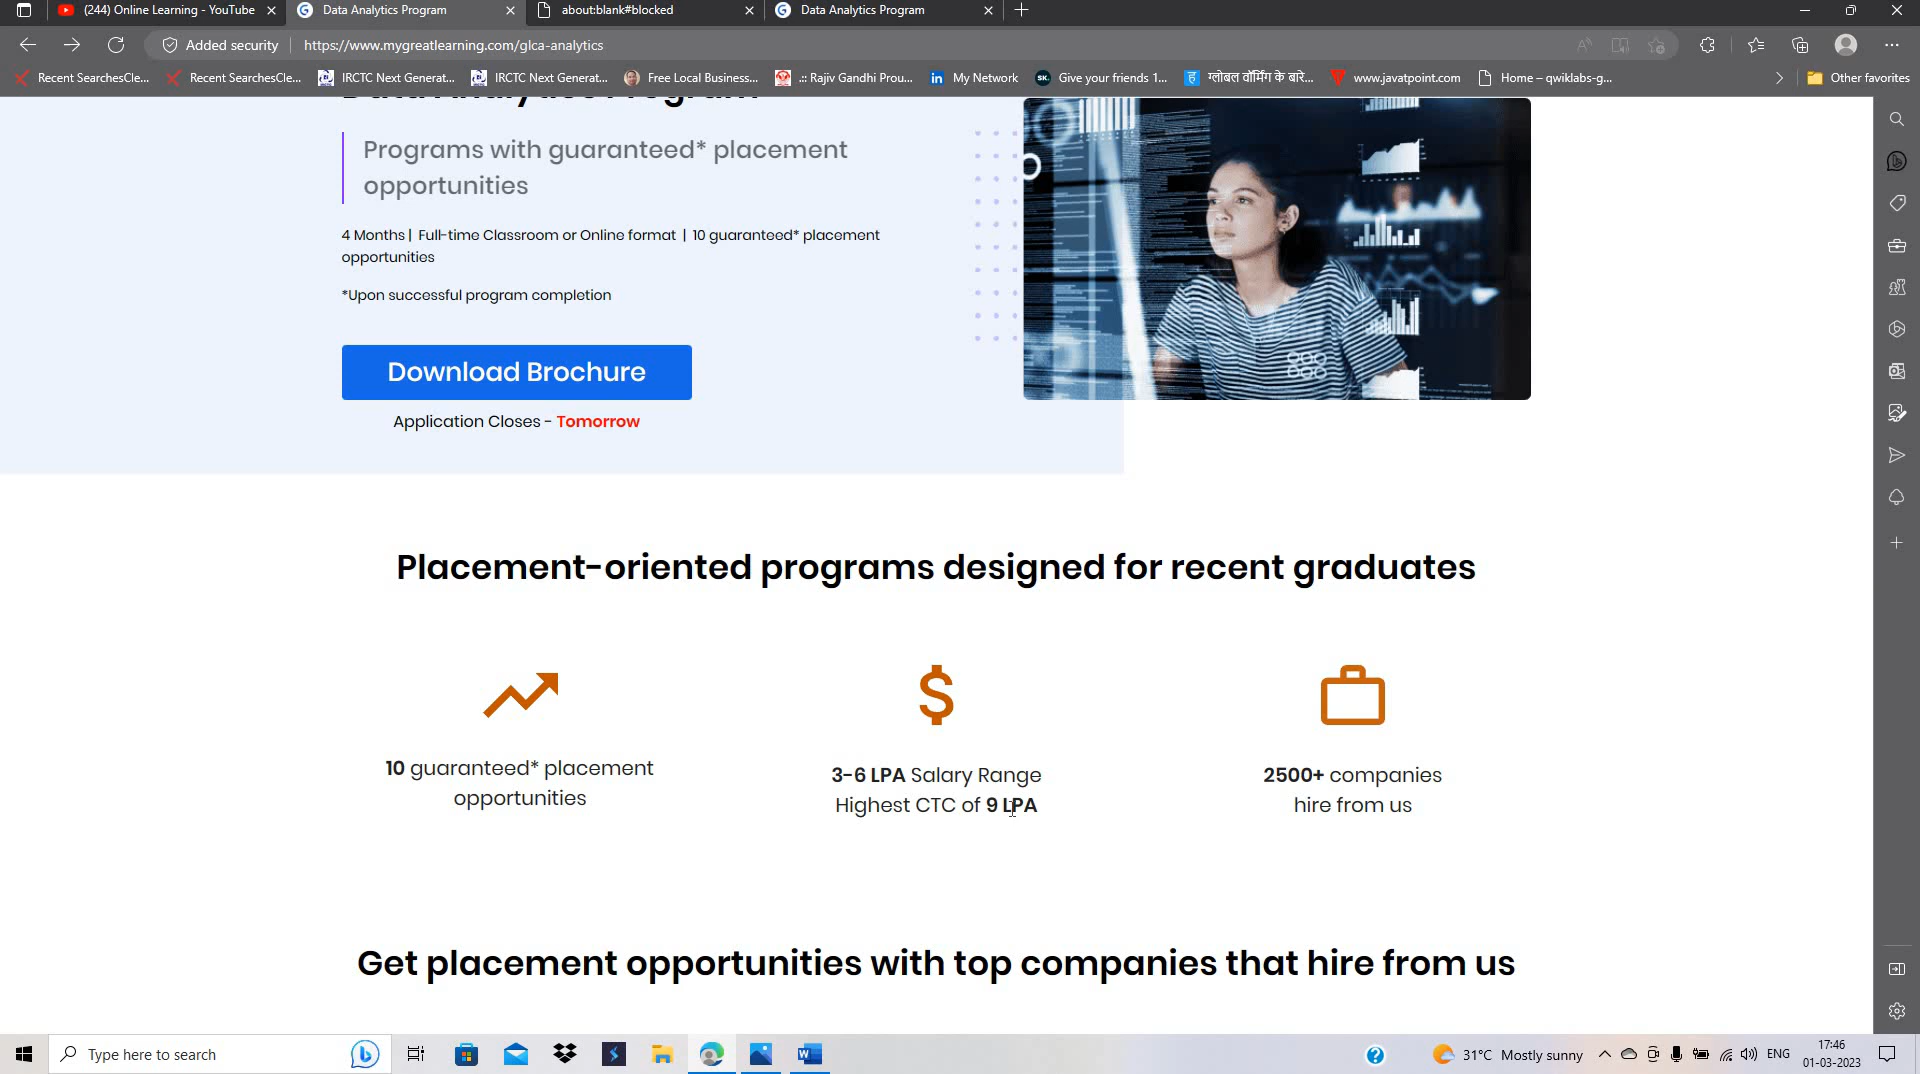 (244) Online Learning - YouTube
Data Analytics Program
about:blank#blocked
Data Analytics Program
Added security
https://www.mygreatlearning.com/glca-analytics
Recent SearchesCle...
Recent SearchesCle...
IRCTC Next Generat...
IRCTC Next Generat...
Free Local Business...
.:: Rajiv Gandhi Prou...
in My Network
SK. Give your friends 1...
ह ग्लोबल वॉर्मिंग के बारे...
www.javatpoint.com
Home – qwiklabs-g...
Other favorites
Data Analytics Program
Programs with guaranteed* placement
opportunities
4 Months | Full-time Classroom or Online format | 10 guaranteed* placement
opportunities
*Upon successful program completion
Download Brochure
Application Closes - Tomorrow
Placement-oriented programs designed for recent graduates
10 guaranteed* placement
opportunities
3-6 LPA Salary Range
Highest CTC of 9 LPA
2500+ companies
hire from us
Get placement opportunities with top companies that hire from us
Type here to search
31°C Mostly sunny
ENG
17:46
01-03-2023